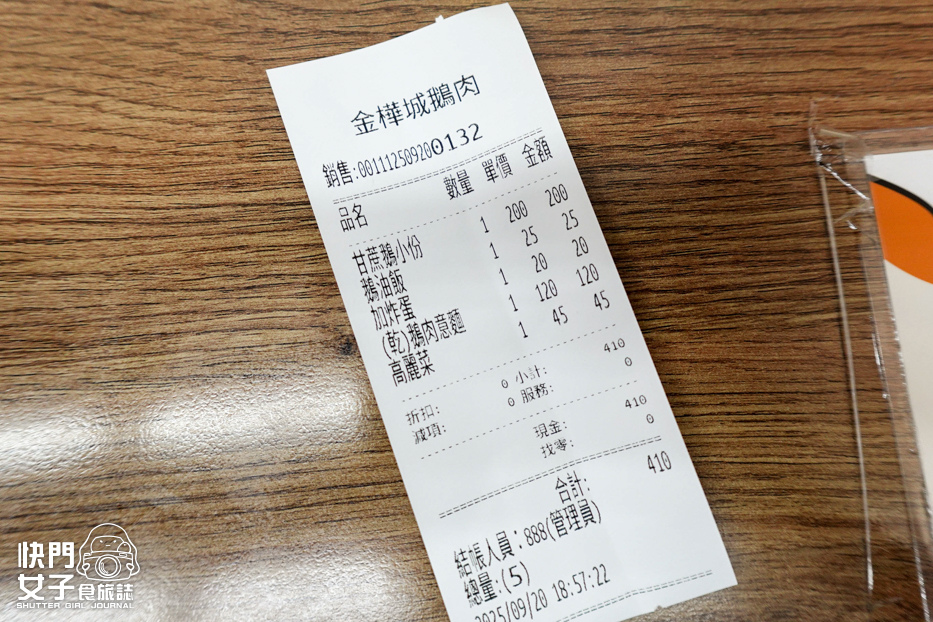 金樺城鵝肉
銷售:001112509200132
品名 數量 單價 金額
甘蔗鵝小份 1 200 200
鵝油飯 1 25 25
加炸蛋 1 20 20
(乾)鵝肉意麵 1 120 120
高麗菜 1 45 45
折扣: 0 小計: 410
減項: 0 服務: 0
現金: 410
找零: 0
合計: 410
結帳人員:888(管理員)
總量:(5)
2025/09/20 18:57:22
快門
女子食旅誌
SHUTTER GIRL JOURNAL